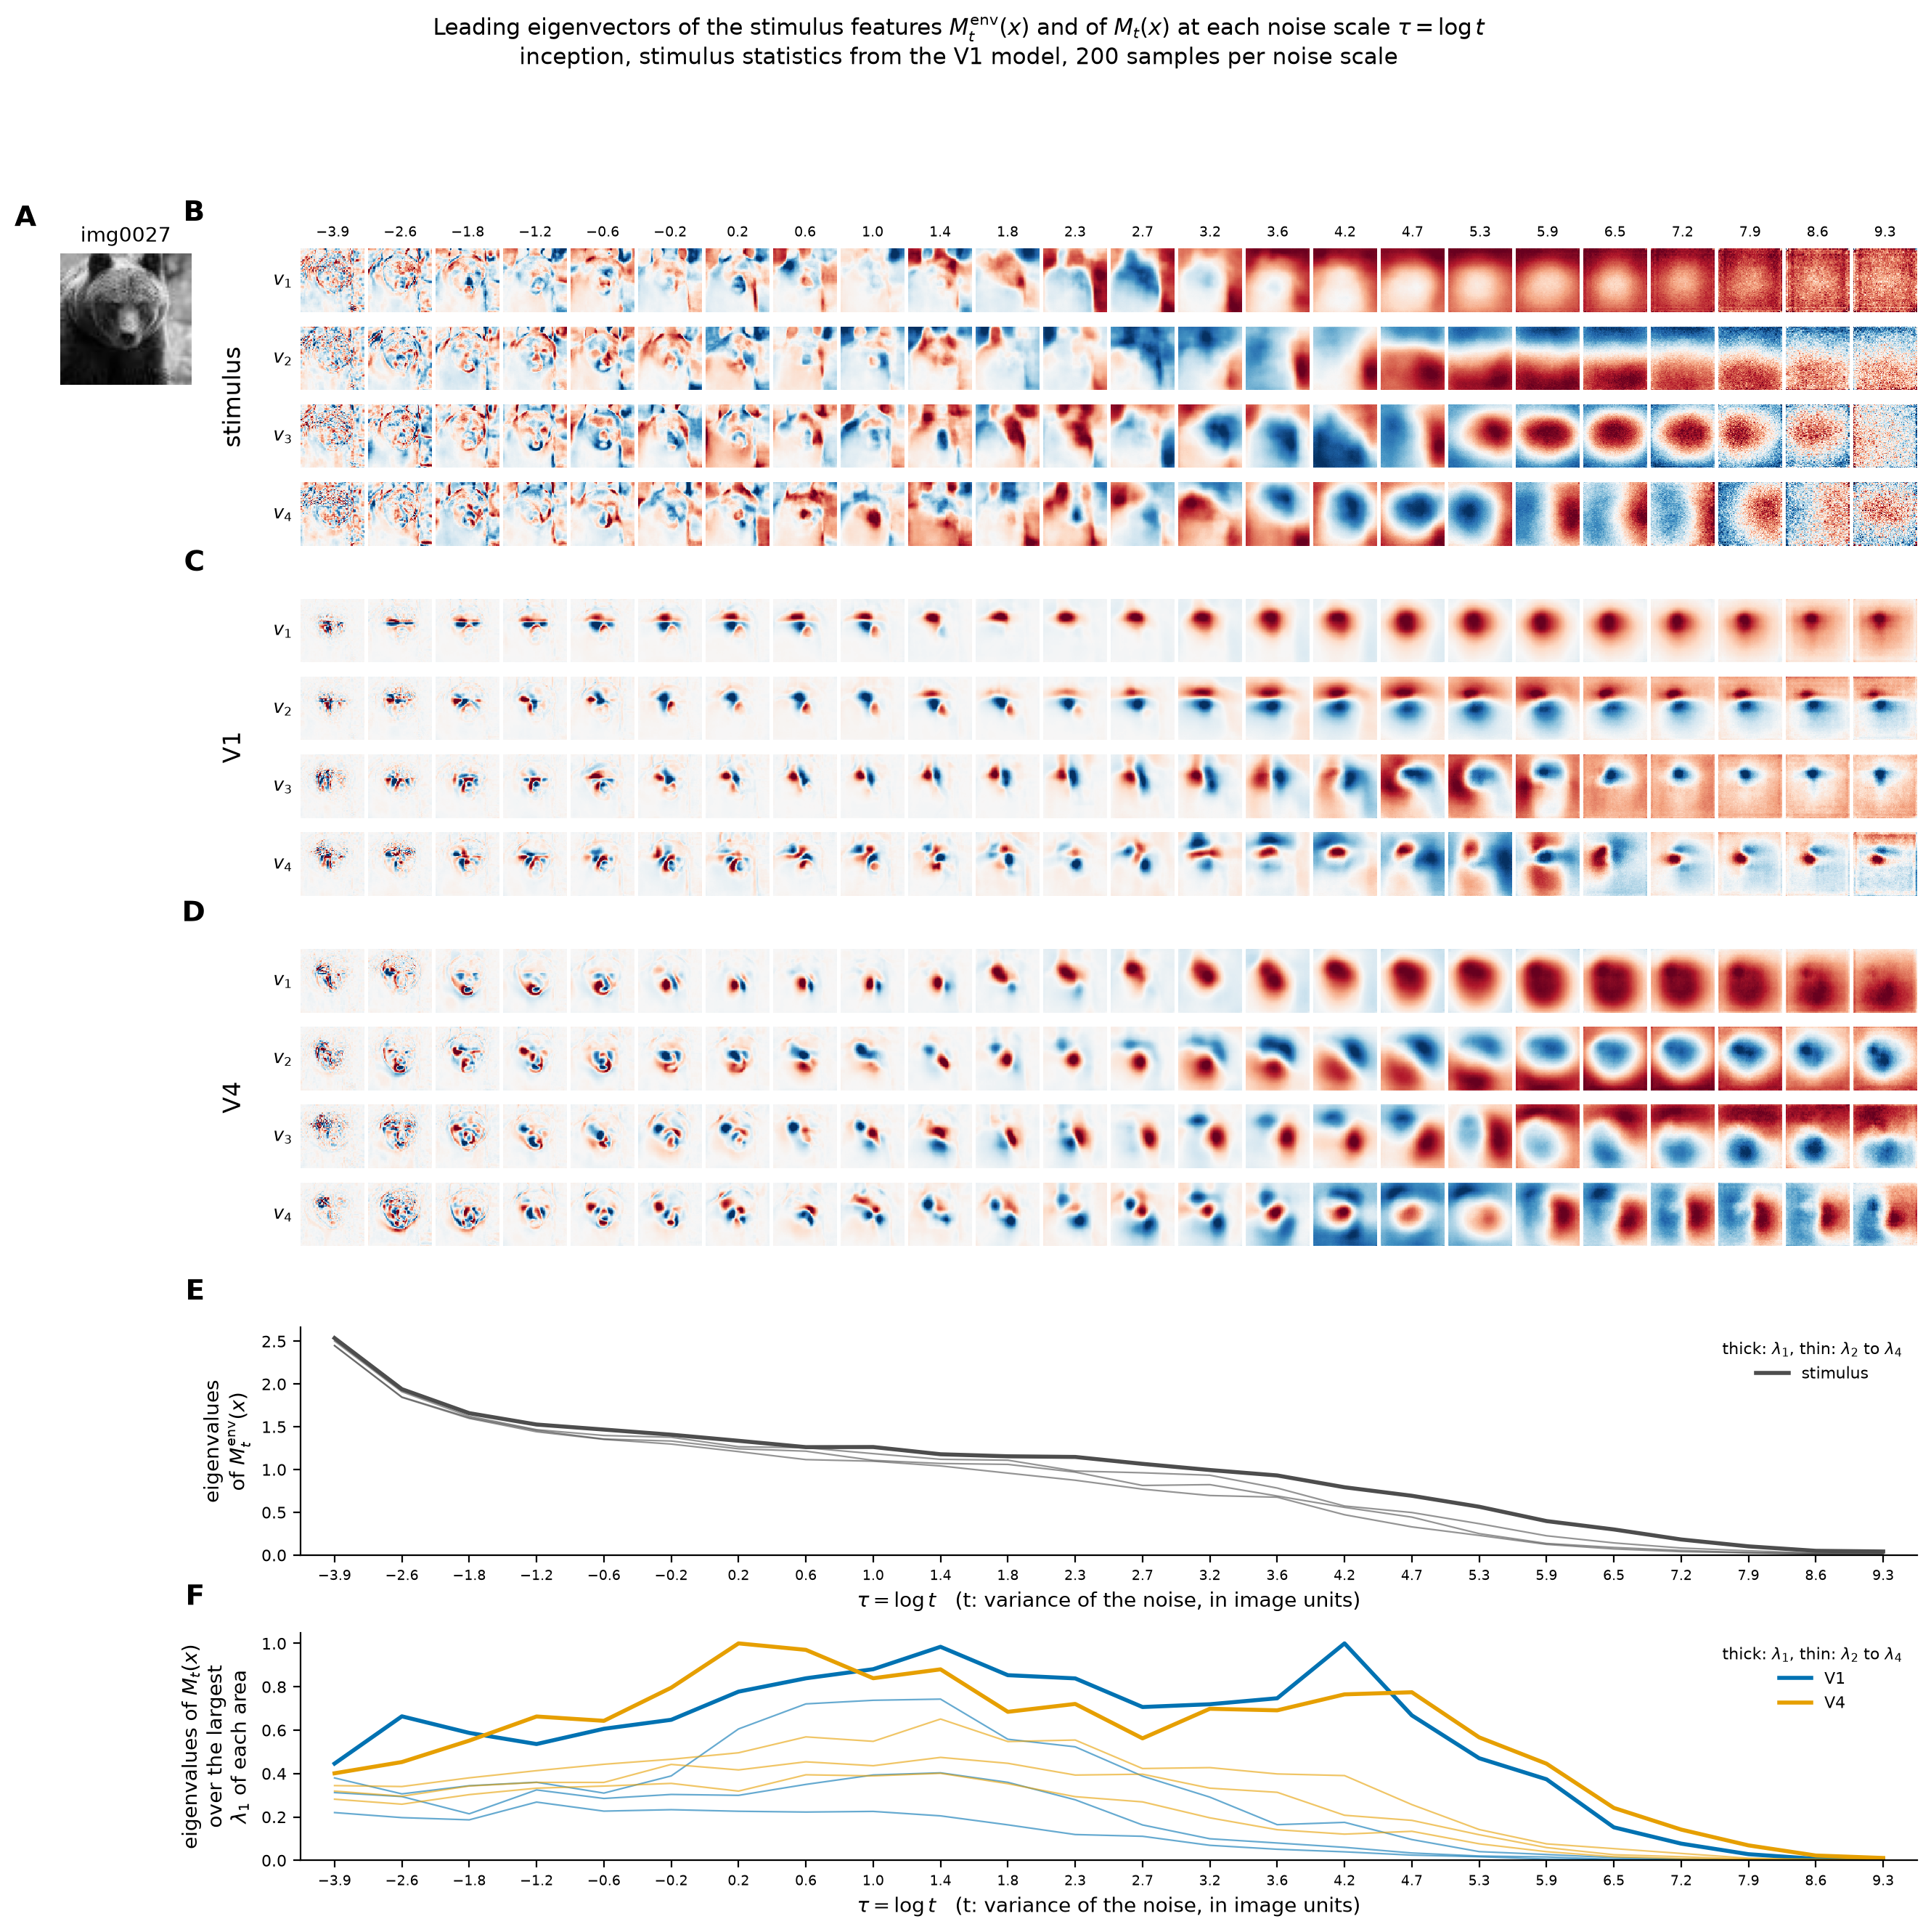 Leading eigenvectors of the stimulus features $M_t^{env}(x)$ and of $M_t(x)$ at each noise scale $\tau = \log t$
inception, stimulus statistics from the V1 model, 200 samples per noise scale
A
img0027
B
−3.9 −2.6 −1.8 −1.2 −0.6 −0.2 0.2 0.6 1.0 1.4 1.8 2.3 2.7 3.2 3.6 4.2 4.7 5.3 5.9 6.5 7.2 7.9 8.6 9.3
stimulus
$v_1$
$v_2$
$v_3$
$v_4$
C
V1
$v_1$
$v_2$
$v_3$
$v_4$
D
V4
$v_1$
$v_2$
$v_3$
$v_4$
E
eigenvalues
of $M_t^{env}(x)$
2.5
2.0
1.5
1.0
0.5
0.0
thick: $\lambda_1$, thin: $\lambda_2$ to $\lambda_4$
stimulus
−3.9 −2.6 −1.8 −1.2 −0.6 −0.2 0.2 0.6 1.0 1.4 1.8 2.3 2.7 3.2 3.6 4.2 4.7 5.3 5.9 6.5 7.2 7.9 8.6 9.3
$\tau = \log t$ (t: variance of the noise, in image units)
F
eigenvalues of $M_t(x)$
over the largest
$\lambda_1$ of each area
1.0
0.8
0.6
0.4
0.2
0.0
thick: $\lambda_1$, thin: $\lambda_2$ to $\lambda_4$
V1
V4
−3.9 −2.6 −1.8 −1.2 −0.6 −0.2 0.2 0.6 1.0 1.4 1.8 2.3 2.7 3.2 3.6 4.2 4.7 5.3 5.9 6.5 7.2 7.9 8.6 9.3
$\tau = \log t$ (t: variance of the noise, in image units)